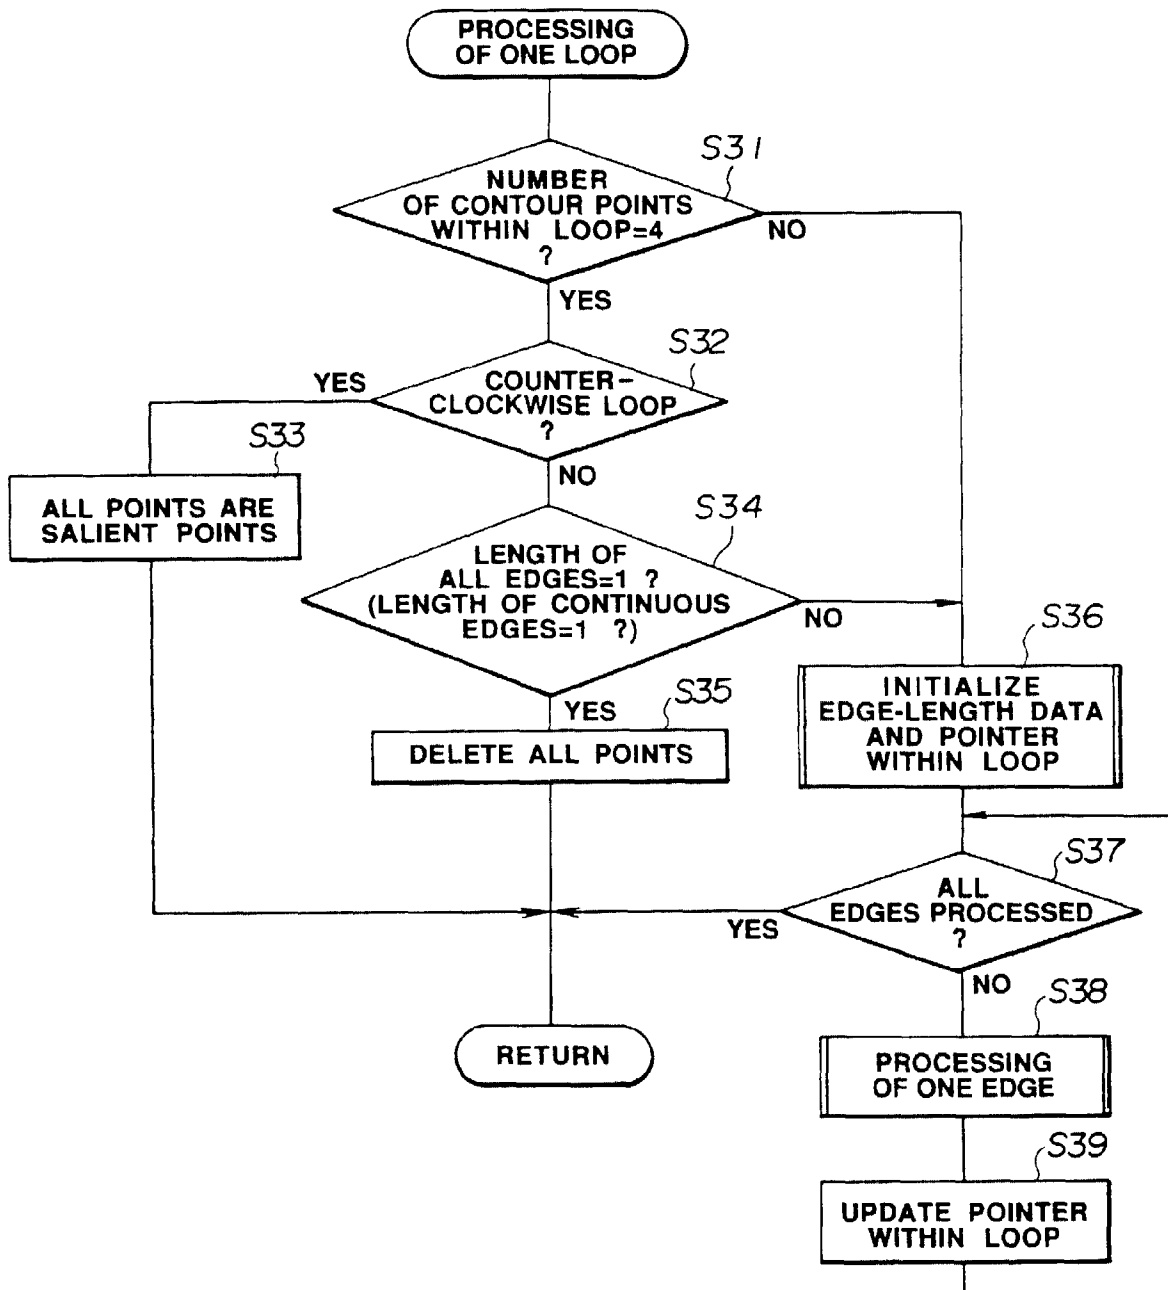 PROCESSING
OF ONE LOOP
S31
NUMBER
OF CONTOUR POINTS
WITHIN LOOP=4
?
NO
YES
S32
COUNTER-
CLOCKWISE LOOP
?
YES
NO
S33
ALL POINTS ARE
SALIENT POINTS
S34
LENGTH OF
ALL EDGES=1 ?
(LENGTH OF CONTINUOUS
EDGES=1 ?)
NO
YES
S35
DELETE ALL POINTS
S36
INITIALIZE
EDGE-LENGTH DATA
AND POINTER
WITHIN LOOP
S37
ALL
EDGES PROCESSED
?
YES
NO
RETURN
S38
PROCESSING
OF ONE EDGE
S39
UPDATE POINTER
WITHIN LOOP